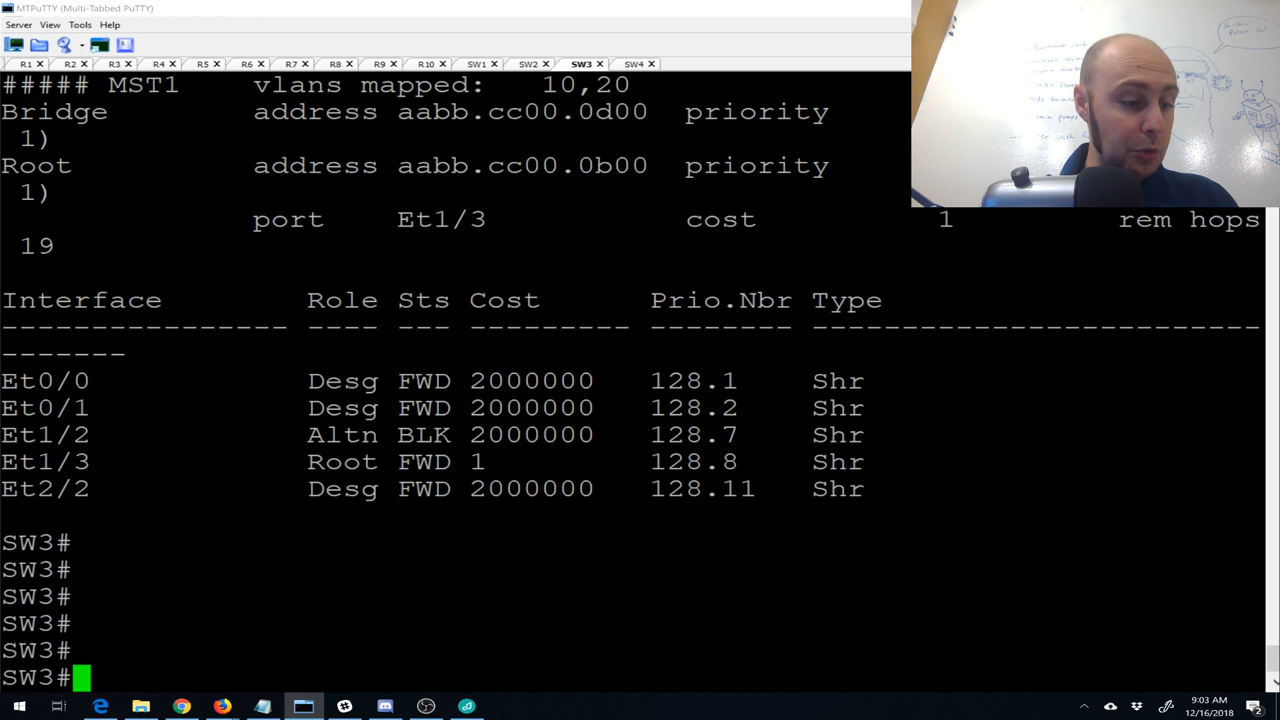 MTPuTTY (Multi-Tabbed PuTTY)
Server View Tools Help
R1 R2 R3 R4 R5 R6 R7 R8 R9 R10 SW1 SW2 SW3 SW4
##### MST1 vlans mapped: 10,20
Bridge address aabb.cc00.0d00 priority
1)
Root address aabb.cc00.0b00 priority
1)
port Et1/3 cost 1 rem hops
19
Interface Role Sts Cost Prio.Nbr Type
---------------- ---- --- --------- -------- -------------------------
-------
Et0/0 Desg FWD 2000000 128.1 Shr
Et0/1 Desg FWD 2000000 128.2 Shr
Et1/2 Altn BLK 2000000 128.7 Shr
Et1/3 Root FWD 1 128.8 Shr
Et2/2 Desg FWD 2000000 128.11 Shr
SW3#
SW3#
SW3#
SW3#
SW3#
SW3#
9:03 AM
12/16/2018
2